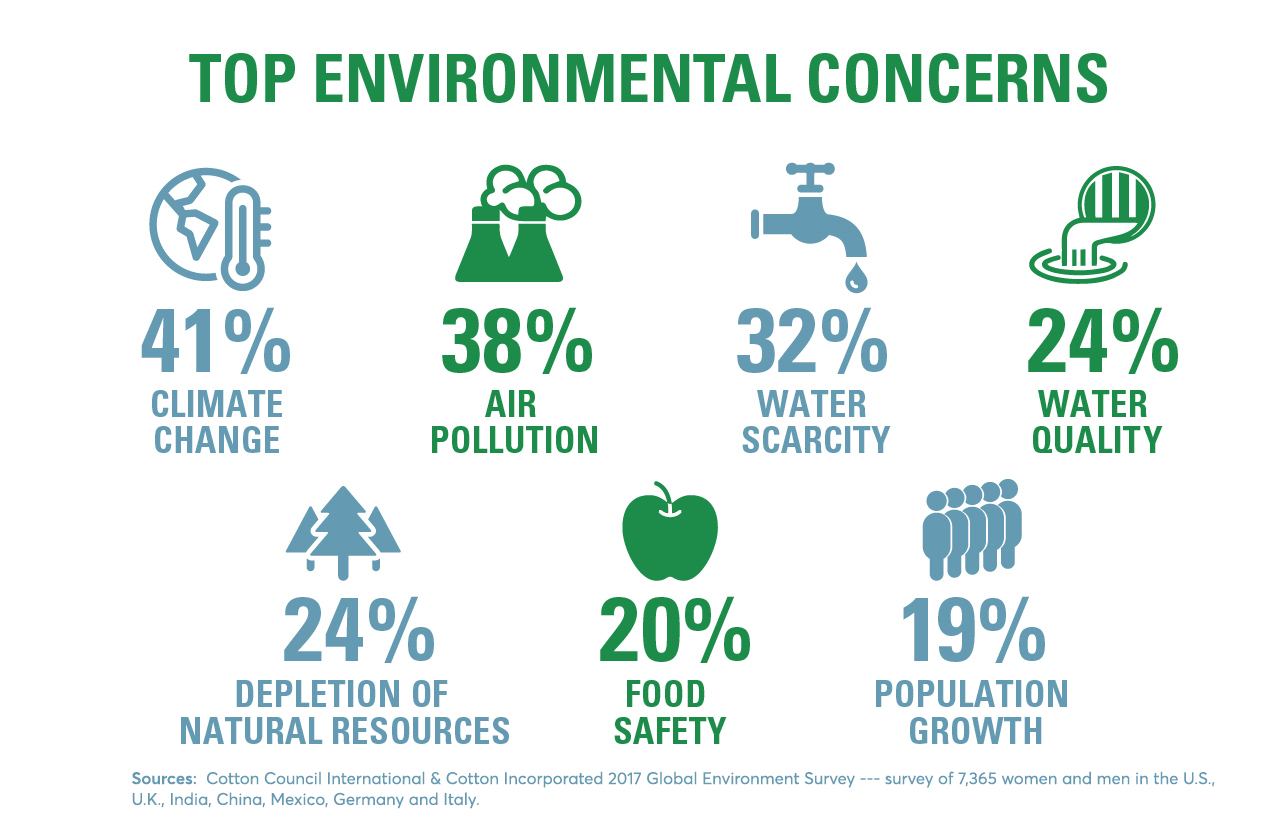 TOP ENVIRONMENTAL CONCERNS
41%
CLIMATE
CHANGE
38%
AIR
POLLUTION
32%
WATER
SCARCITY
24%
WATER
QUALITY
24%
DEPLETION OF
NATURAL RESOURCES
20%
FOOD
SAFETY
19%
POPULATION
GROWTH
Sources:  Cotton Council International & Cotton Incorporated 2017 Global Environment Survey --- survey of 7,365 women and men in the U.S.,
U.K., India, China, Mexico, Germany and Italy.